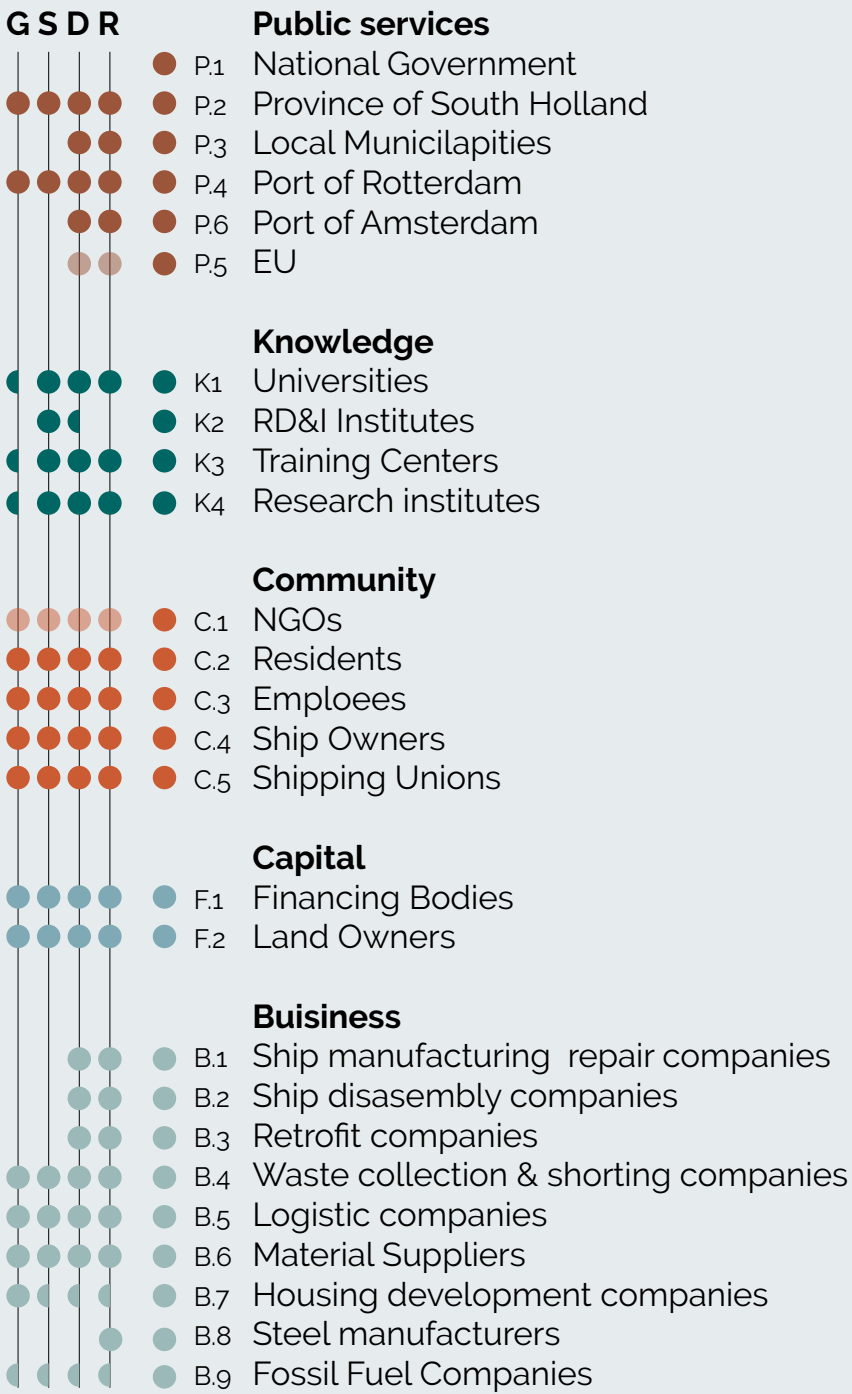 G S D R Public services
P.1 National Government
P.2 Province of South Holland
P.3 Local Municilapities
P.4 Port of Rotterdam
P.6 Port of Amsterdam
P.5 EU
Knowledge
K1 Universities
K2 RD&I Institutes
K3 Training Centers
K4 Research institutes
Community
C.1 NGOs
C.2 Residents
C.3 Emploees
C.4 Ship Owners
C.5 Shipping Unions
Capital
F.1 Financing Bodies
F.2 Land Owners
Buisiness
B.1 Ship manufacturing repair companies
B.2 Ship disasembly companies
B.3 Retrofit companies
B.4 Waste collection & shorting companies
B.5 Logistic companies
B.6 Material Suppliers
B.7 Housing development companies
B.8 Steel manufacturers
B.9 Fossil Fuel Companies